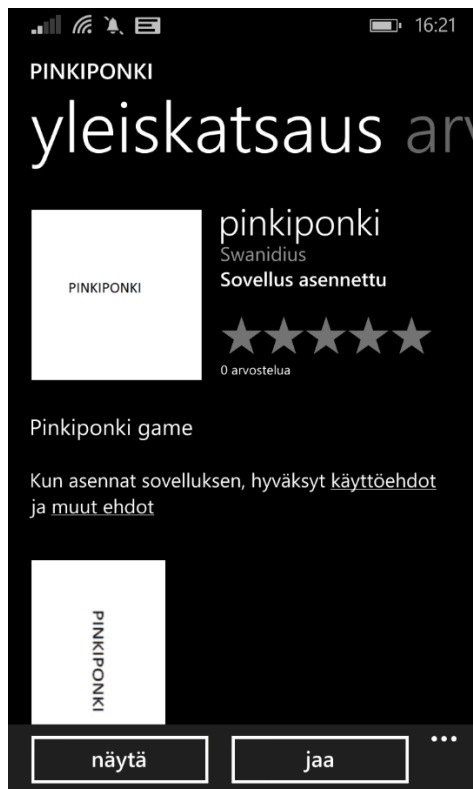 16:21
PINKIPONKI
yleiskatsaus arv
PINKIPONKI
pinkiponki
Swanidius
Sovellus asennettu
0 arvostelua
Pinkiponki game
Kun asennat sovelluksen, hyväksyt käyttöehdot
ja muut ehdot
PINKIPONKI
näytä
jaa